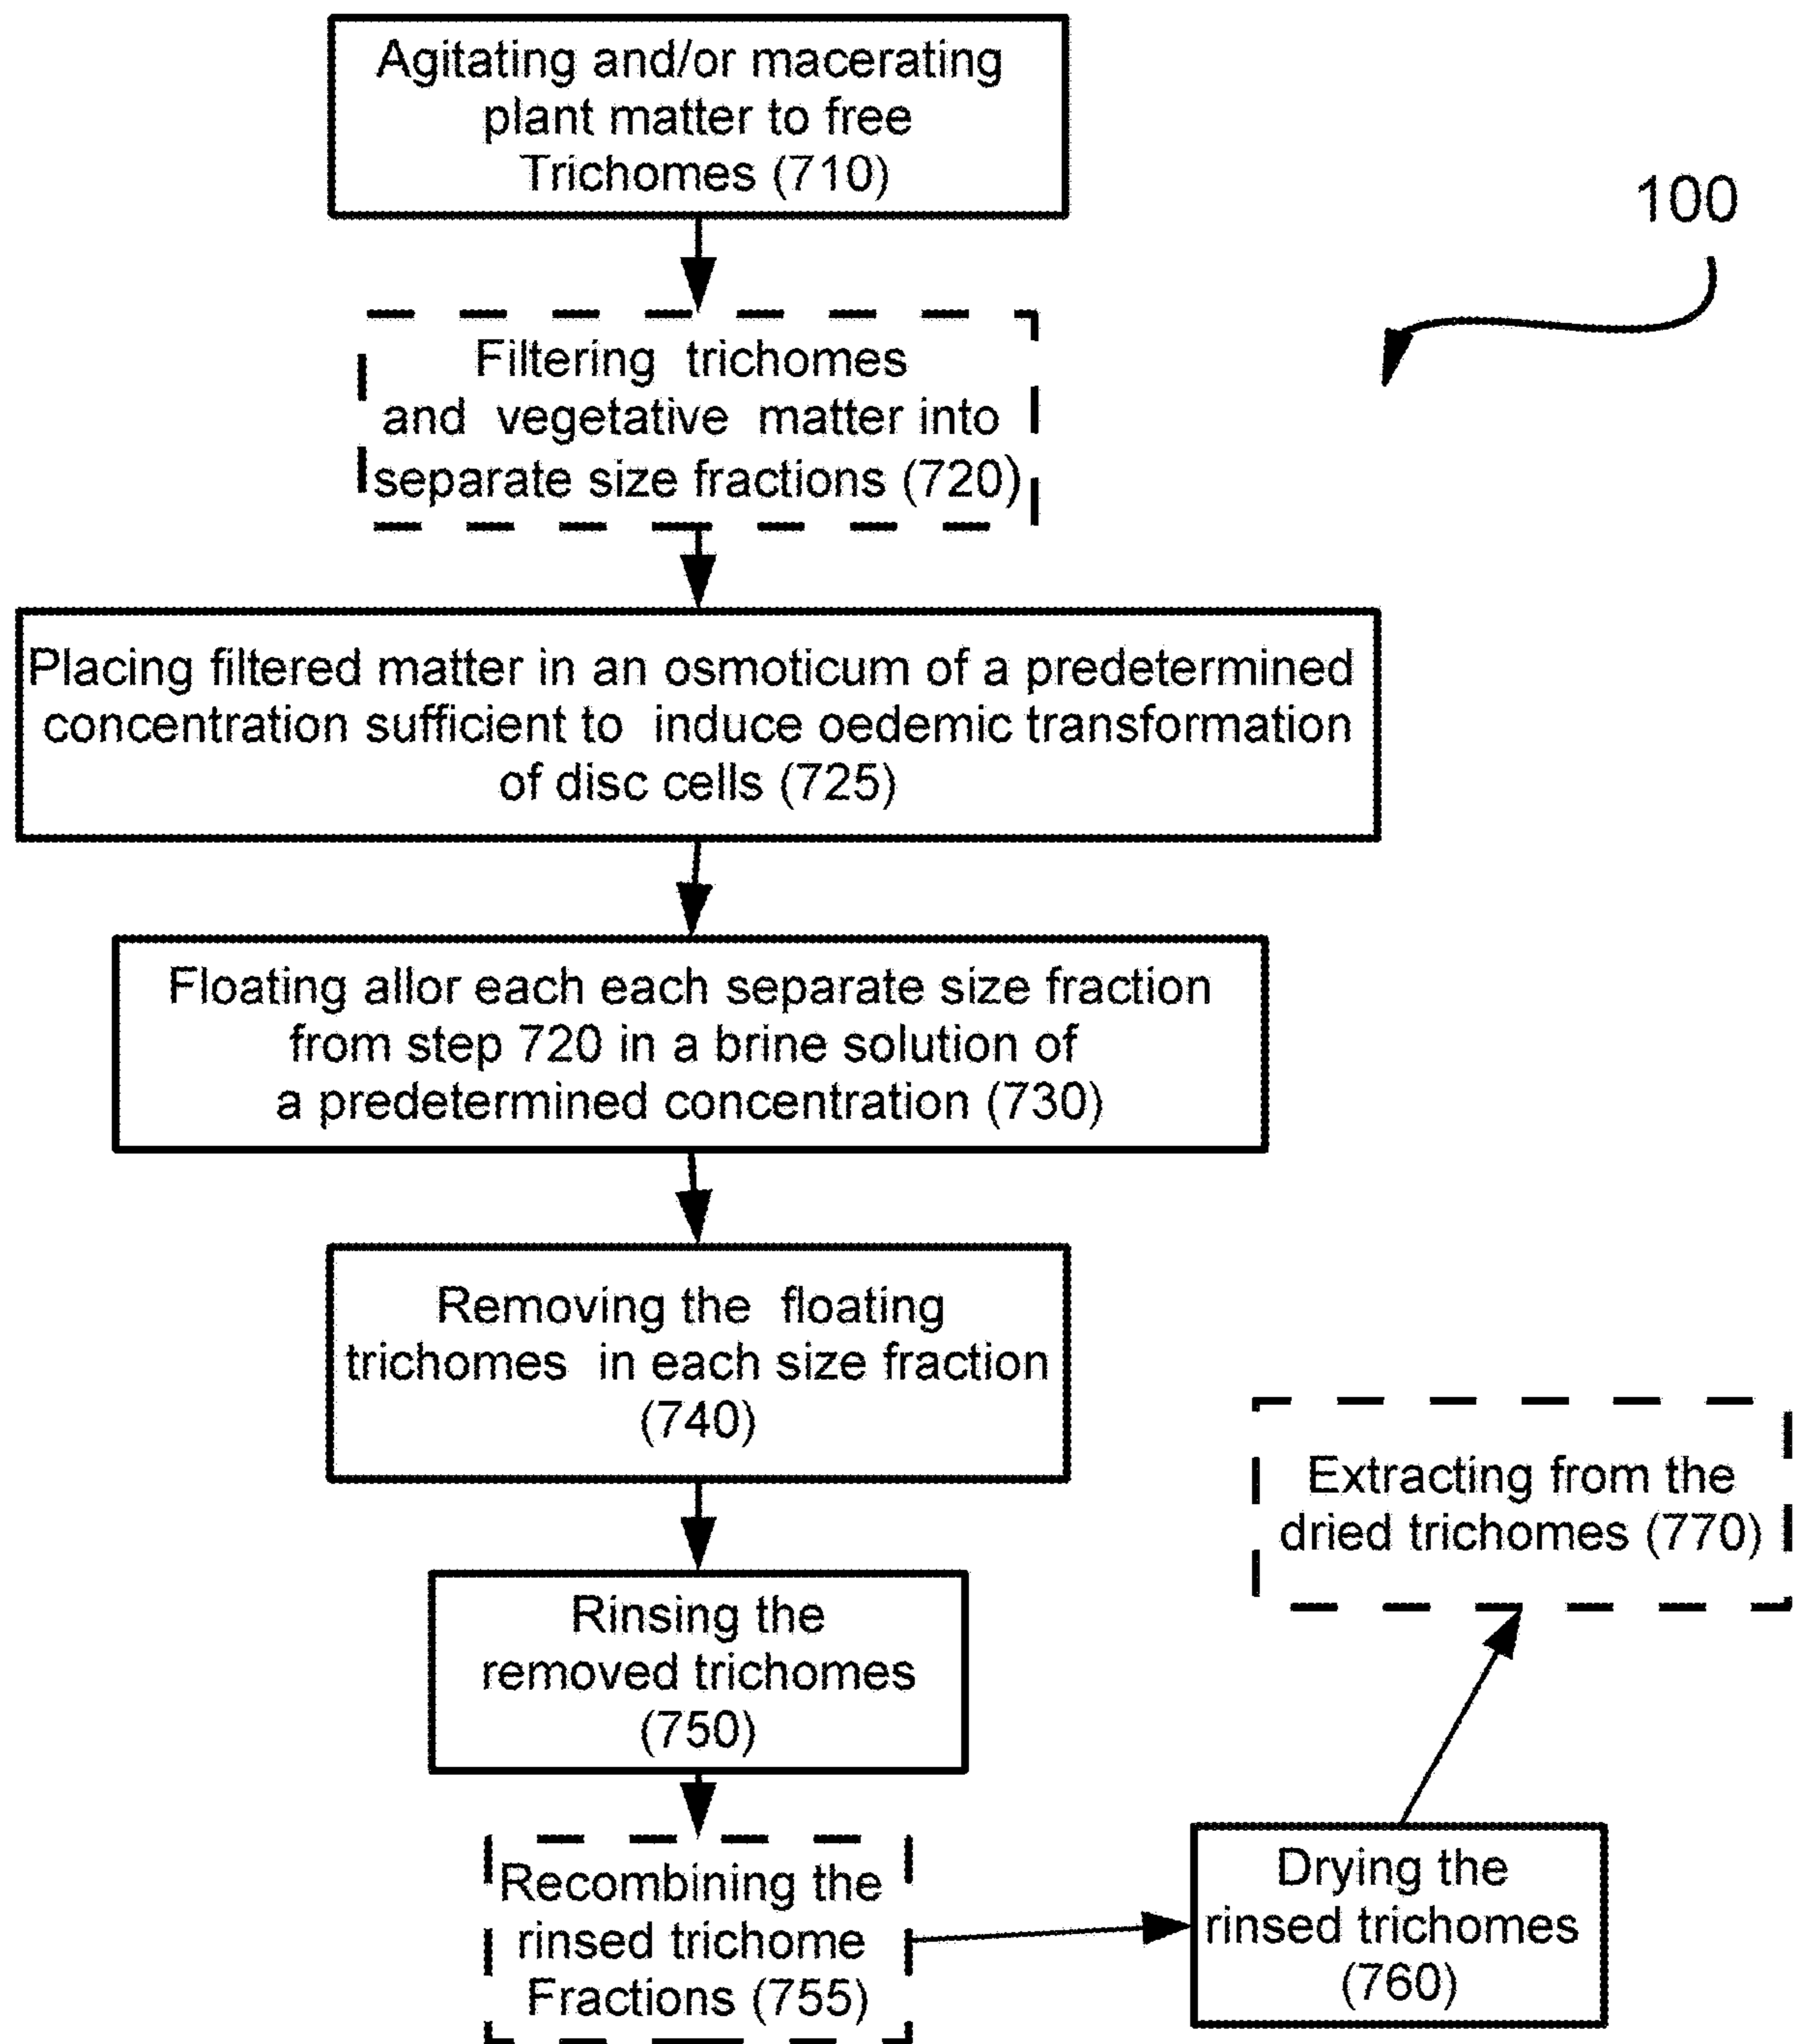 Agitating and/or macerating
plant matter to free
Trichomes (710)
100
Filtering trichomes
and vegetative matter into
separate size fractions (720)
Placing filtered matter in an osmoticum of a predetermined
concentration sufficient to induce oedemic transformation
of disc cells (725)
Floating allor each each separate size fraction
from step 720 in a brine solution of
a predetermined concentration (730)
Removing the floating
trichomes in each size fraction
(740)
Rinsing the
removed trichomes
(750)
Recombining the
rinsed trichome
Fractions (755)
Drying the
rinsed trichomes
(760)
Extracting from the
dried trichomes (770)